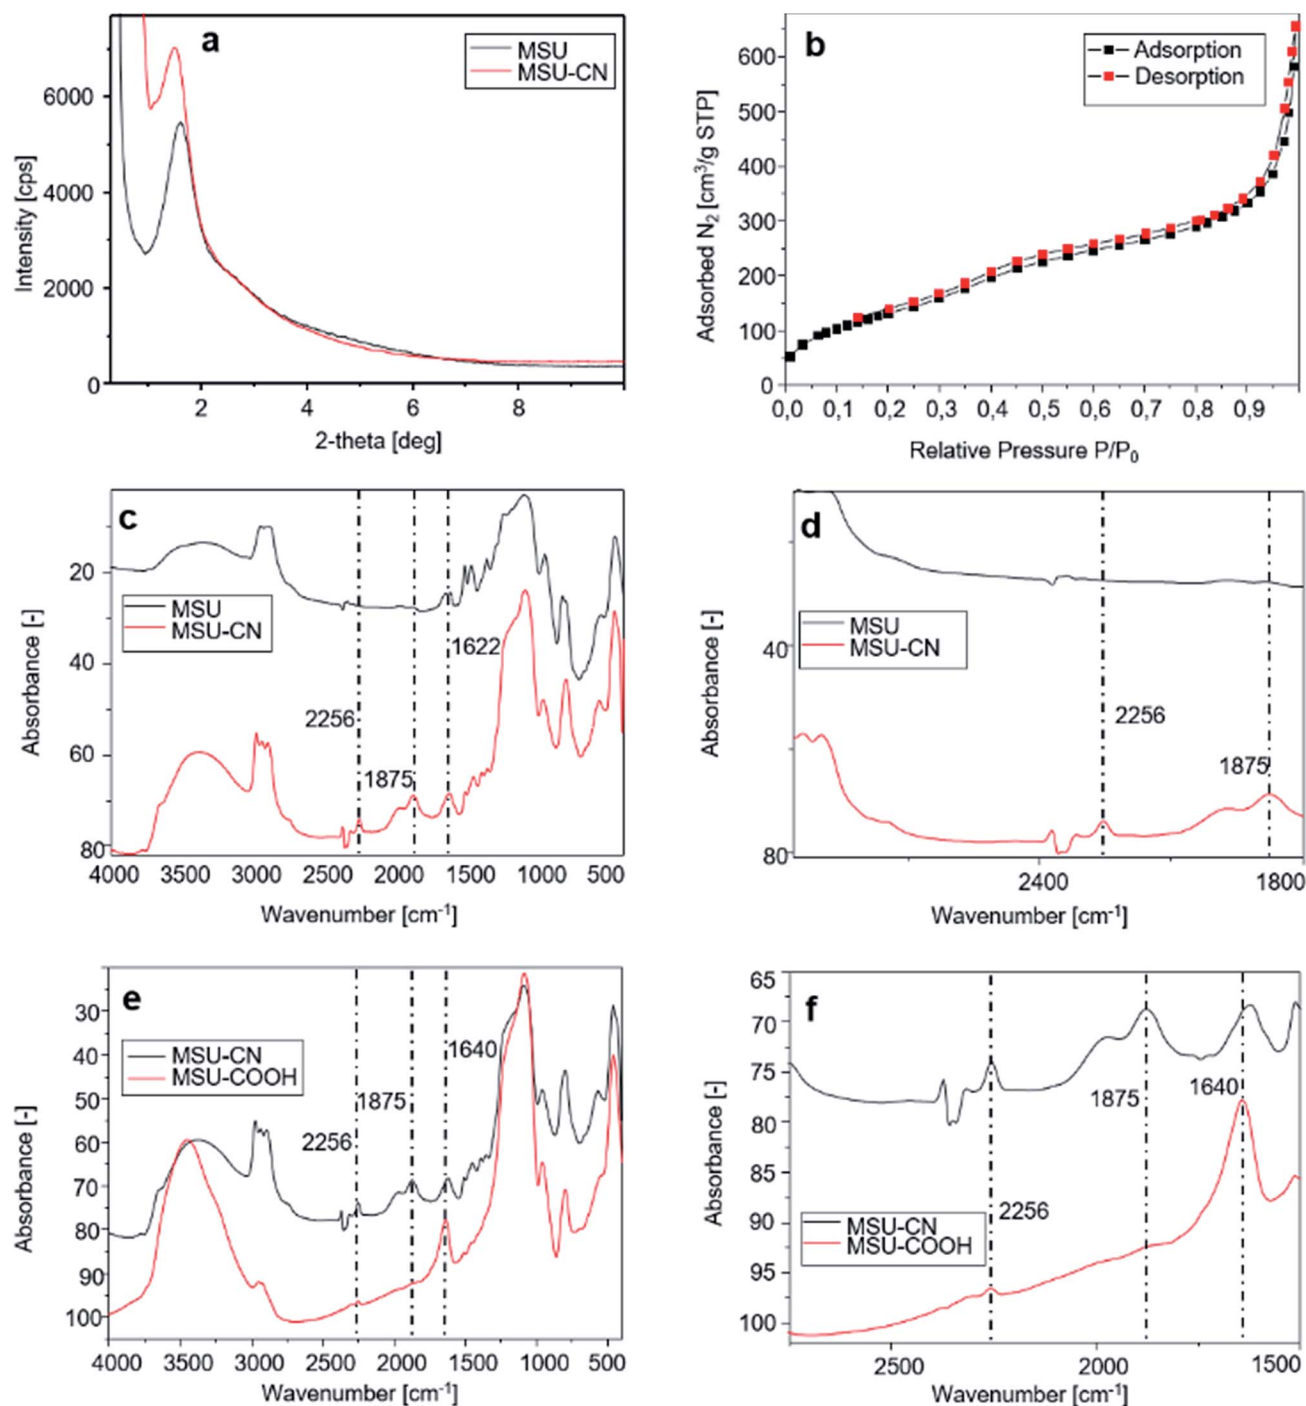 a
MSU
MSU-CN
6000
4000
2000
0
Intensity [cps]
2
4
6
8
2-theta [deg]
b
Adsorption
Desorption
600
500
400
300
200
100
0
Adsorbed N₂ [cm³/g STP]
0,0
0,1
0,2
0,3
0,4
0,5
0,6
0,7
0,8
0,9
Relative Pressure P/P₀
c
20
40
60
80
Absorbance [-]
MSU
MSU-CN
1622
2256
1875
4000
3500
3000
2500
2000
1500
1000
500
Wavenumber [cm⁻¹]
d
40
80
Absorbance [-]
MSU
MSU-CN
2256
1875
2400
1800
Wavenumber [cm⁻¹]
e
30
40
50
60
70
80
90
100
Absorbance [-]
MSU-CN
MSU-COOH
1640
1875
2256
4000
3500
3000
2500
2000
1500
1000
500
Wavenumber [cm⁻¹]
f
65
70
75
80
85
90
95
100
Absorbance [-]
1875
1640
2256
MSU-CN
MSU-COOH
2500
2000
1500
Wavenumber [cm⁻¹]